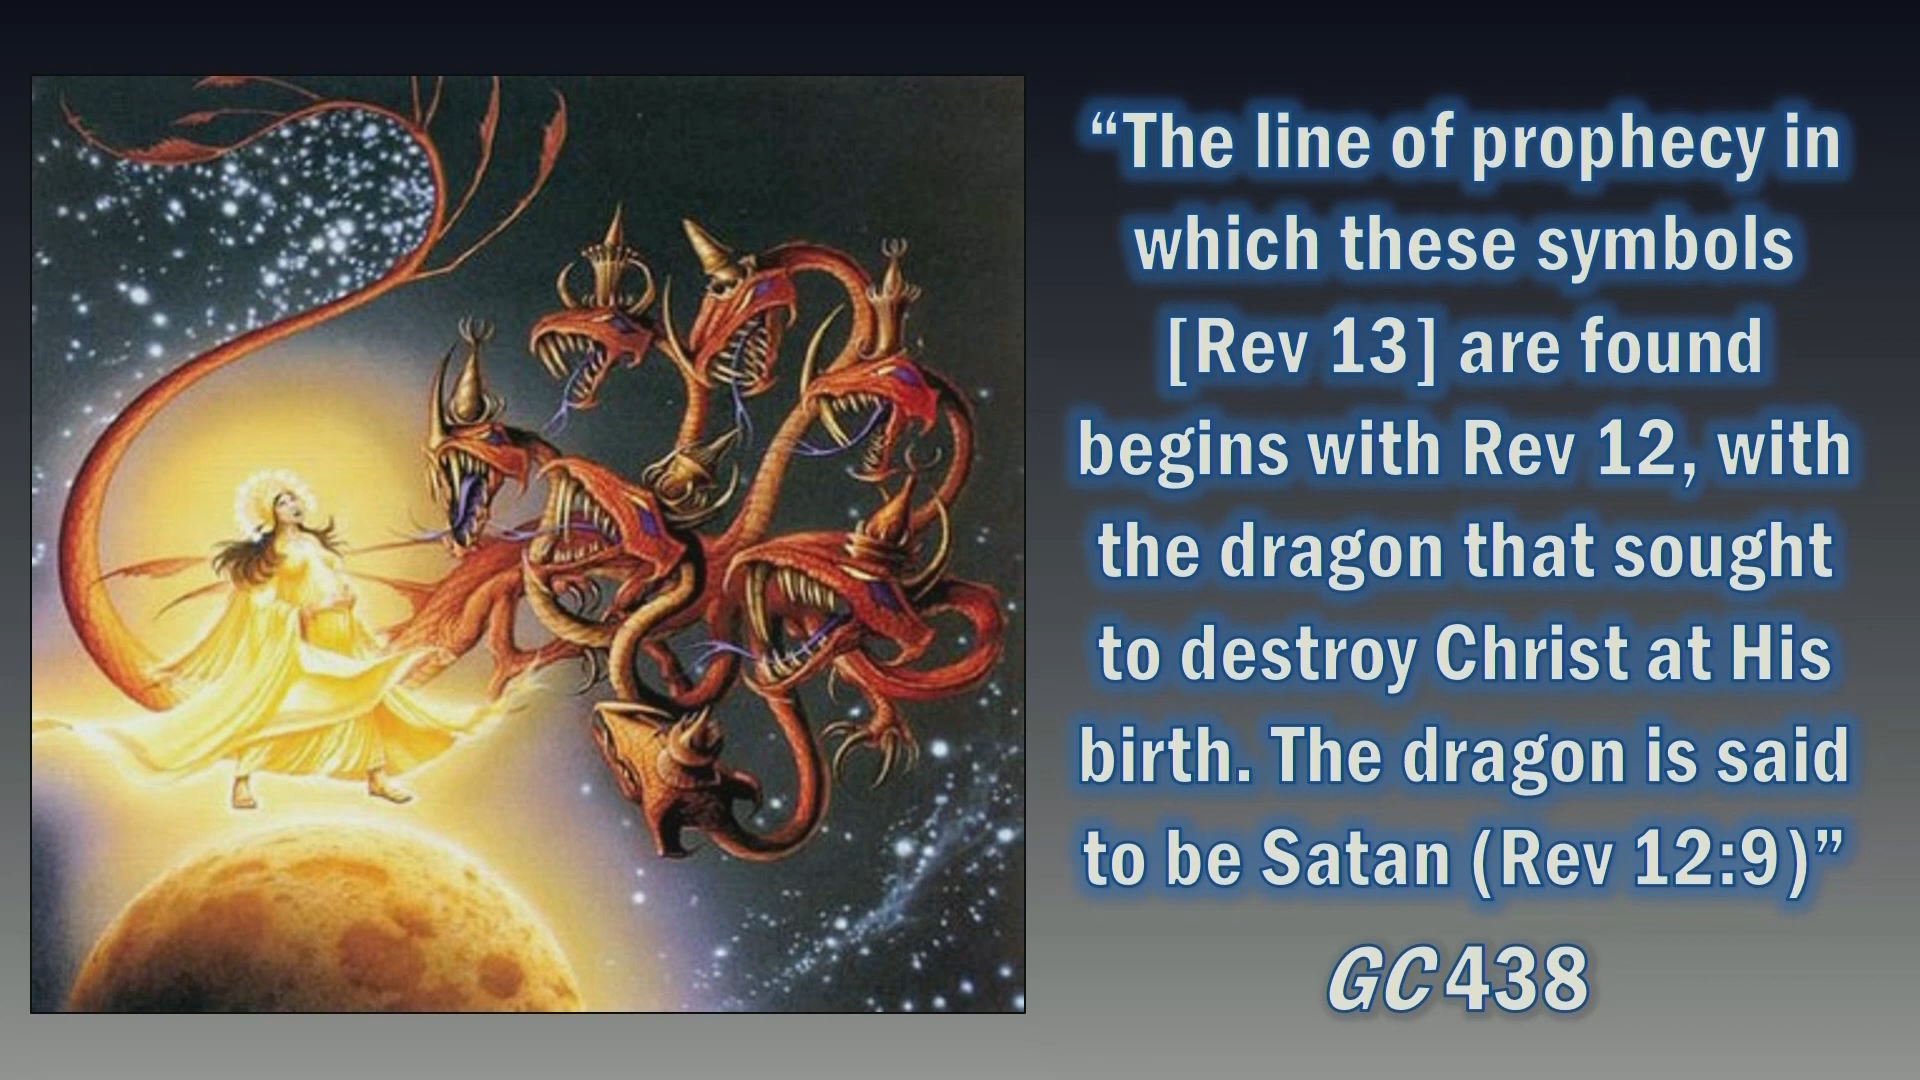 “The line of prophecy in
which these symbols
[Rev 13] are found
begins with Rev 12, with
the dragon that sought
to destroy Christ at His
birth. The dragon is said
to be Satan (Rev 12:9)”
GC 438